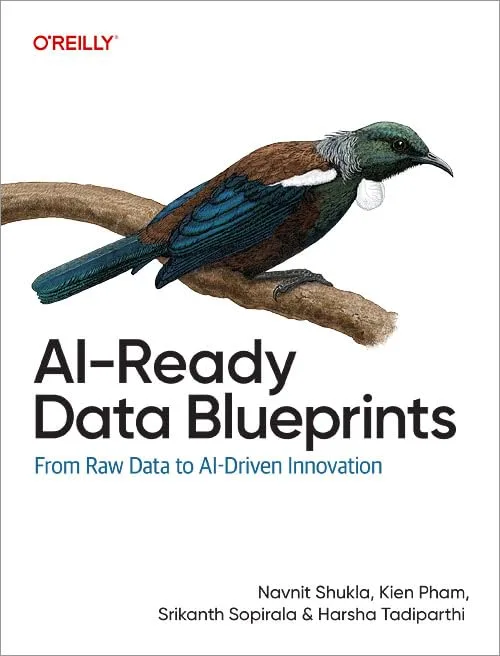 O'REILLY®
AI-Ready
Data Blueprints
From Raw Data to AI-Driven Innovation
Navnit Shukla, Kien Pham,
Srikanth Sopirala & Harsha Tadiparthi